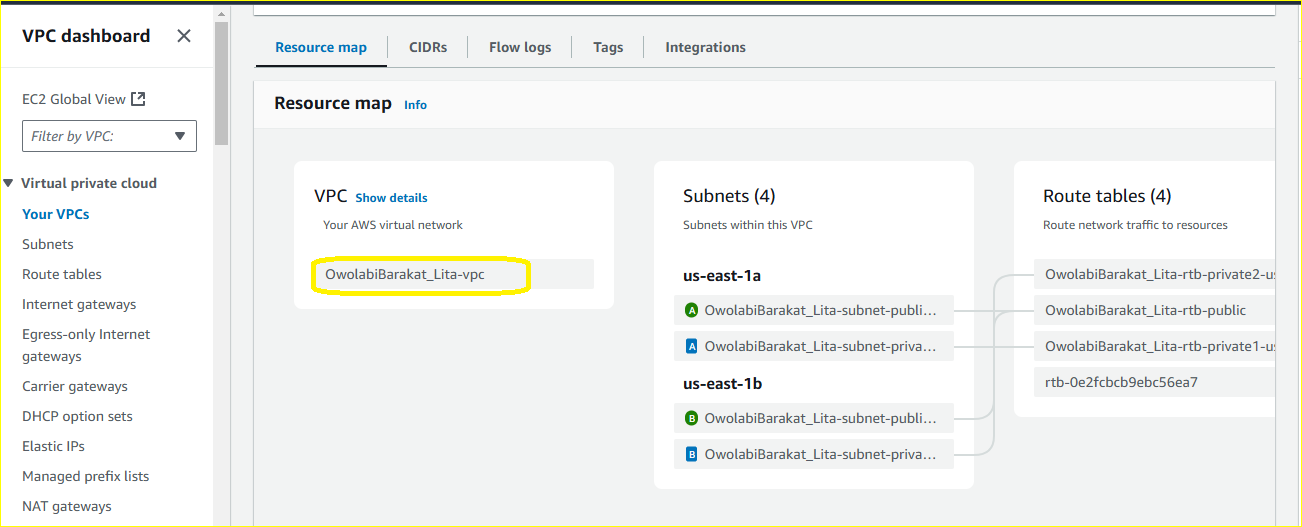 VPC dashboard
EC2 Global View
Filter by VPC:
Virtual private cloud
Your VPCs
Subnets
Route tables
Internet gateways
Egress-only Internet
gateways
Carrier gateways
DHCP option sets
Elastic IPs
Managed prefix lists
NAT gateways
Resource map
CIDRs
Flow logs
Tags
Integrations
Resource map Info
VPC Show details
Your AWS virtual network
OwolabiBarakat_Lita-vpc
Subnets (4)
Subnets within this VPC
us-east-1a
A OwolabiBarakat_Lita-subnet-publi...
A OwolabiBarakat_Lita-subnet-priva...
us-east-1b
B OwolabiBarakat_Lita-subnet-publi...
B OwolabiBarakat_Lita-subnet-priva...
Route tables (4)
Route network traffic to resources
OwolabiBarakat_Lita-rtb-private2-us
OwolabiBarakat_Lita-rtb-public
OwolabiBarakat_Lita-rtb-private1-us
rtb-0e2fcbcb9ebc56ea7